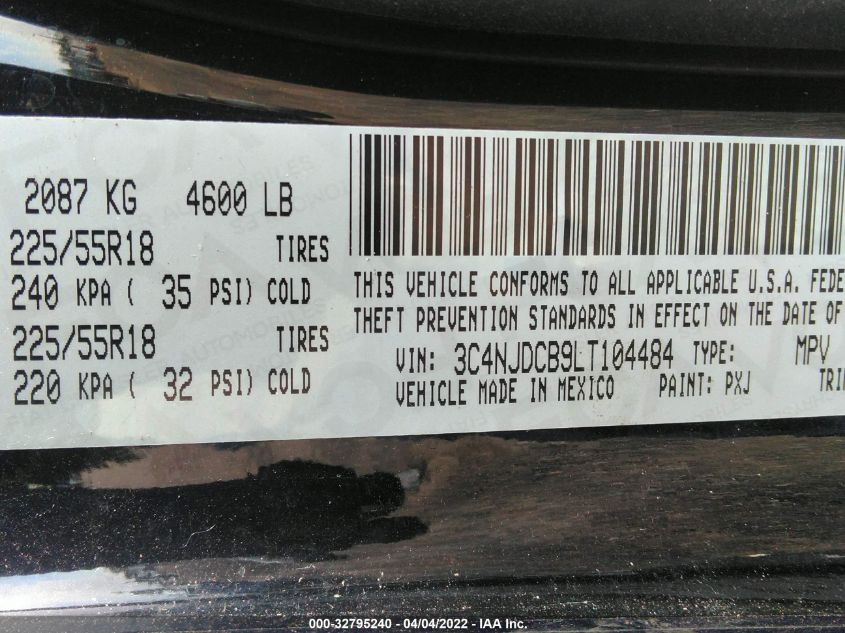 2087 KG 4600 LB
225/55R18 TIRES
240 KPA ( 35 PSI) COLD
225/55R18 TIRES
220 KPA ( 32 PSI) COLD
THIS VEHICLE CONFORMS TO ALL APPLICABLE U.S.A. FEDE
THEFT PREVENTION STANDARDS IN EFFECT ON THE DATE OF
VIN: 3C4NJDCB9LT104484 TYPE: MPV
VEHICLE MADE IN MEXICO PAINT: PXJ TRI
000-32795240 - 04/04/2022 - IAA Inc.